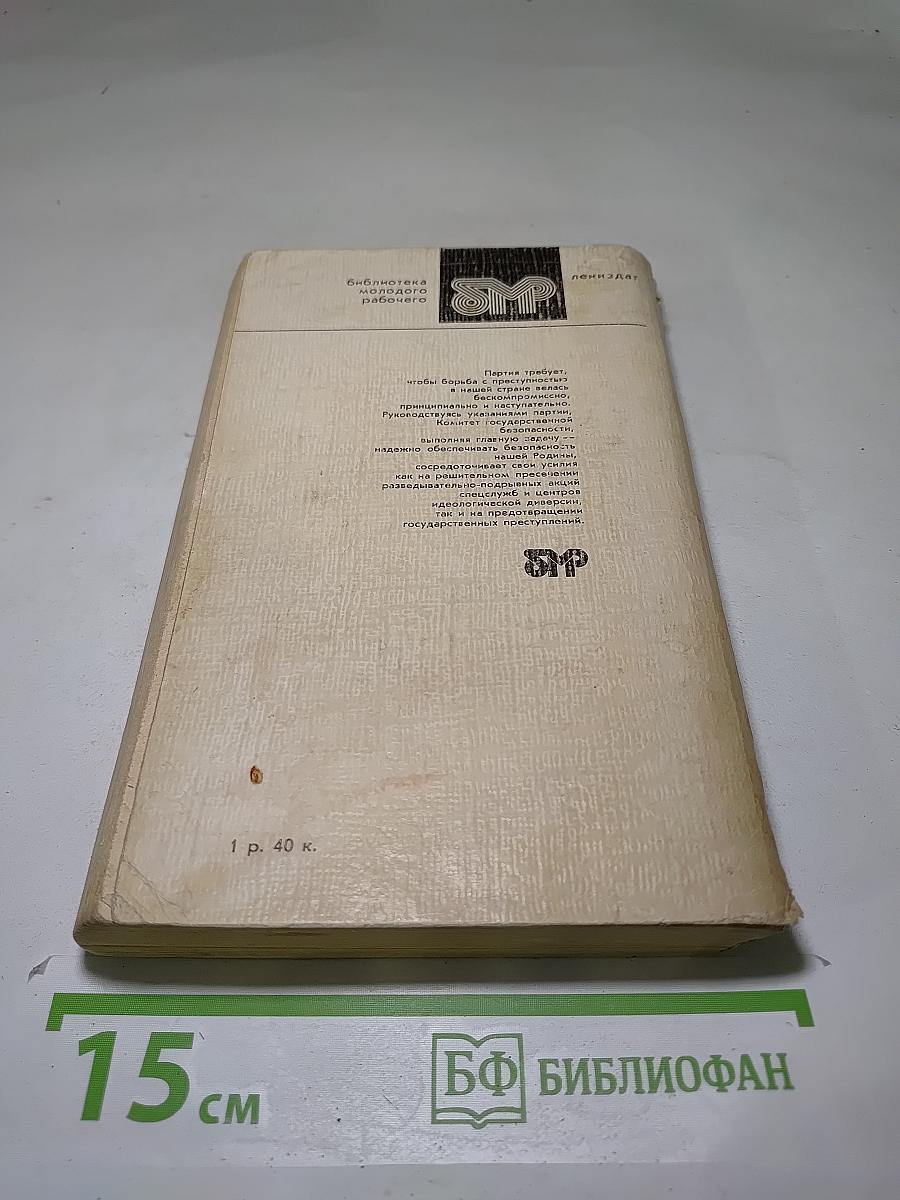 библиотека
молодого
рабочего
БМР
лениздат
Партия требует,
чтобы борьба с преступностью
в нашей стране велась
бескомпромиссно,
принципиально и наступательно.
Руководствуясь указаниями партии,
Комитет государственной
безопасности,
выполняя главную задачу —
надежно обеспечивать безопасность
нашей Родины,
сосредоточивает свои усилия
как на решительном пресечении
разведывательно-подрывных акций
спецслужб и центров
идеологической диверсии,
так и на предотвращении
государственных преступлений.
БМР
1 р. 40 к.
15 см
БФ БИБЛИОФАН